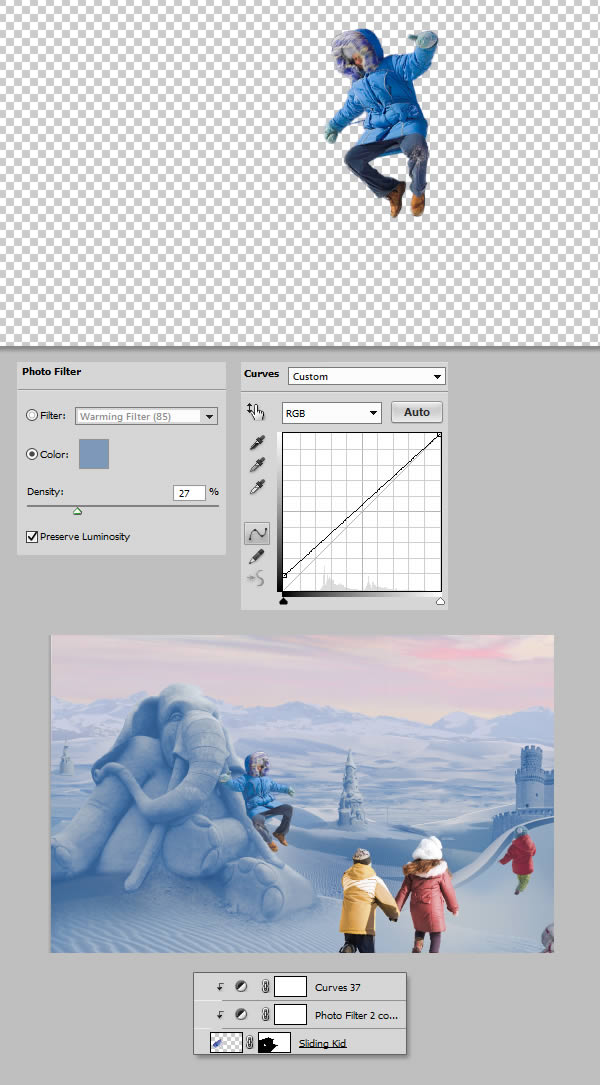 Photo Filter
Filter: Warming Filter (85)
Color:
Density: 27 %
Preserve Luminosity
Curves Custom
RGB Auto
Curves 37
Photo Filter 2 co...
Sliding Kid